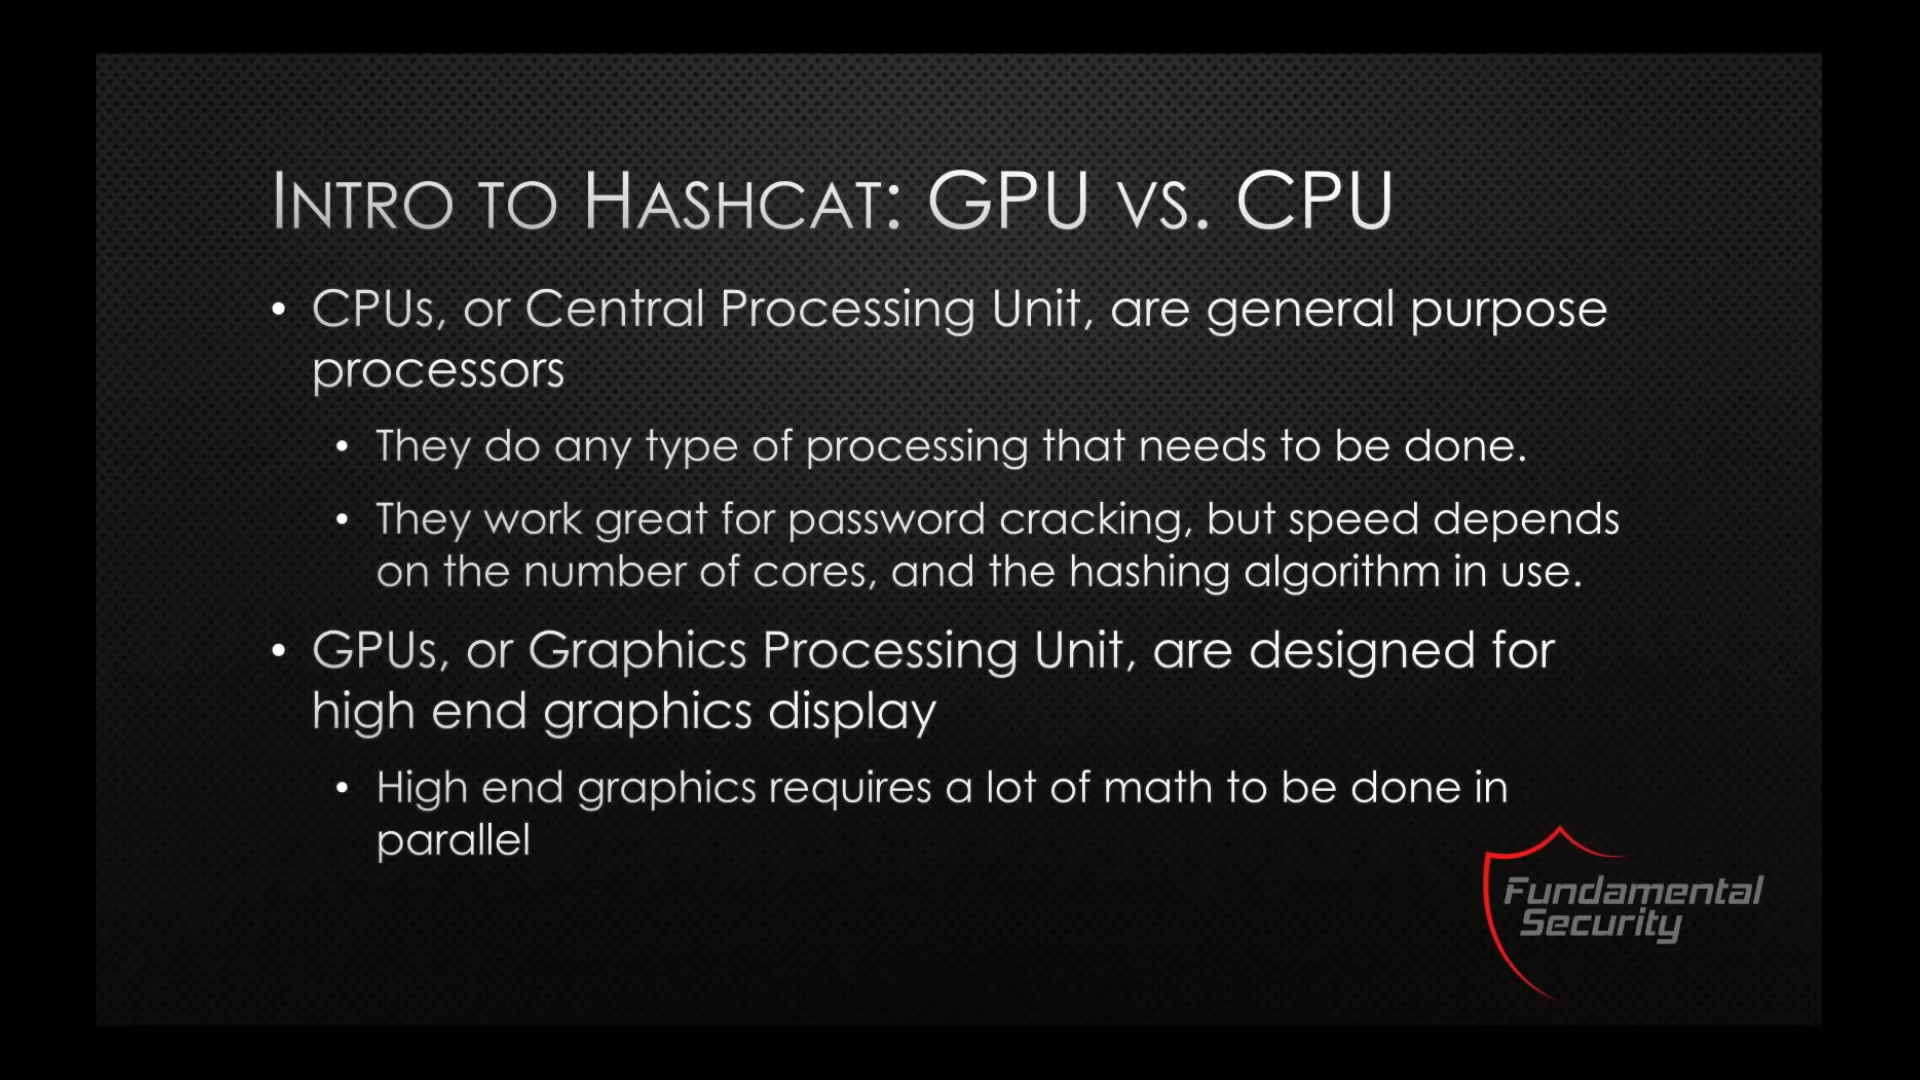 Intro to Hashcat: GPU vs. CPU
• CPUs, or Central Processing Unit, are general purpose
processors
• They do any type of processing that needs to be done.
• They work great for password cracking, but speed depends
on the number of cores, and the hashing algorithm in use.
• GPUs, or Graphics Processing Unit, are designed for
high end graphics display
• High end graphics requires a lot of math to be done in
parallel
Fundamental
Security